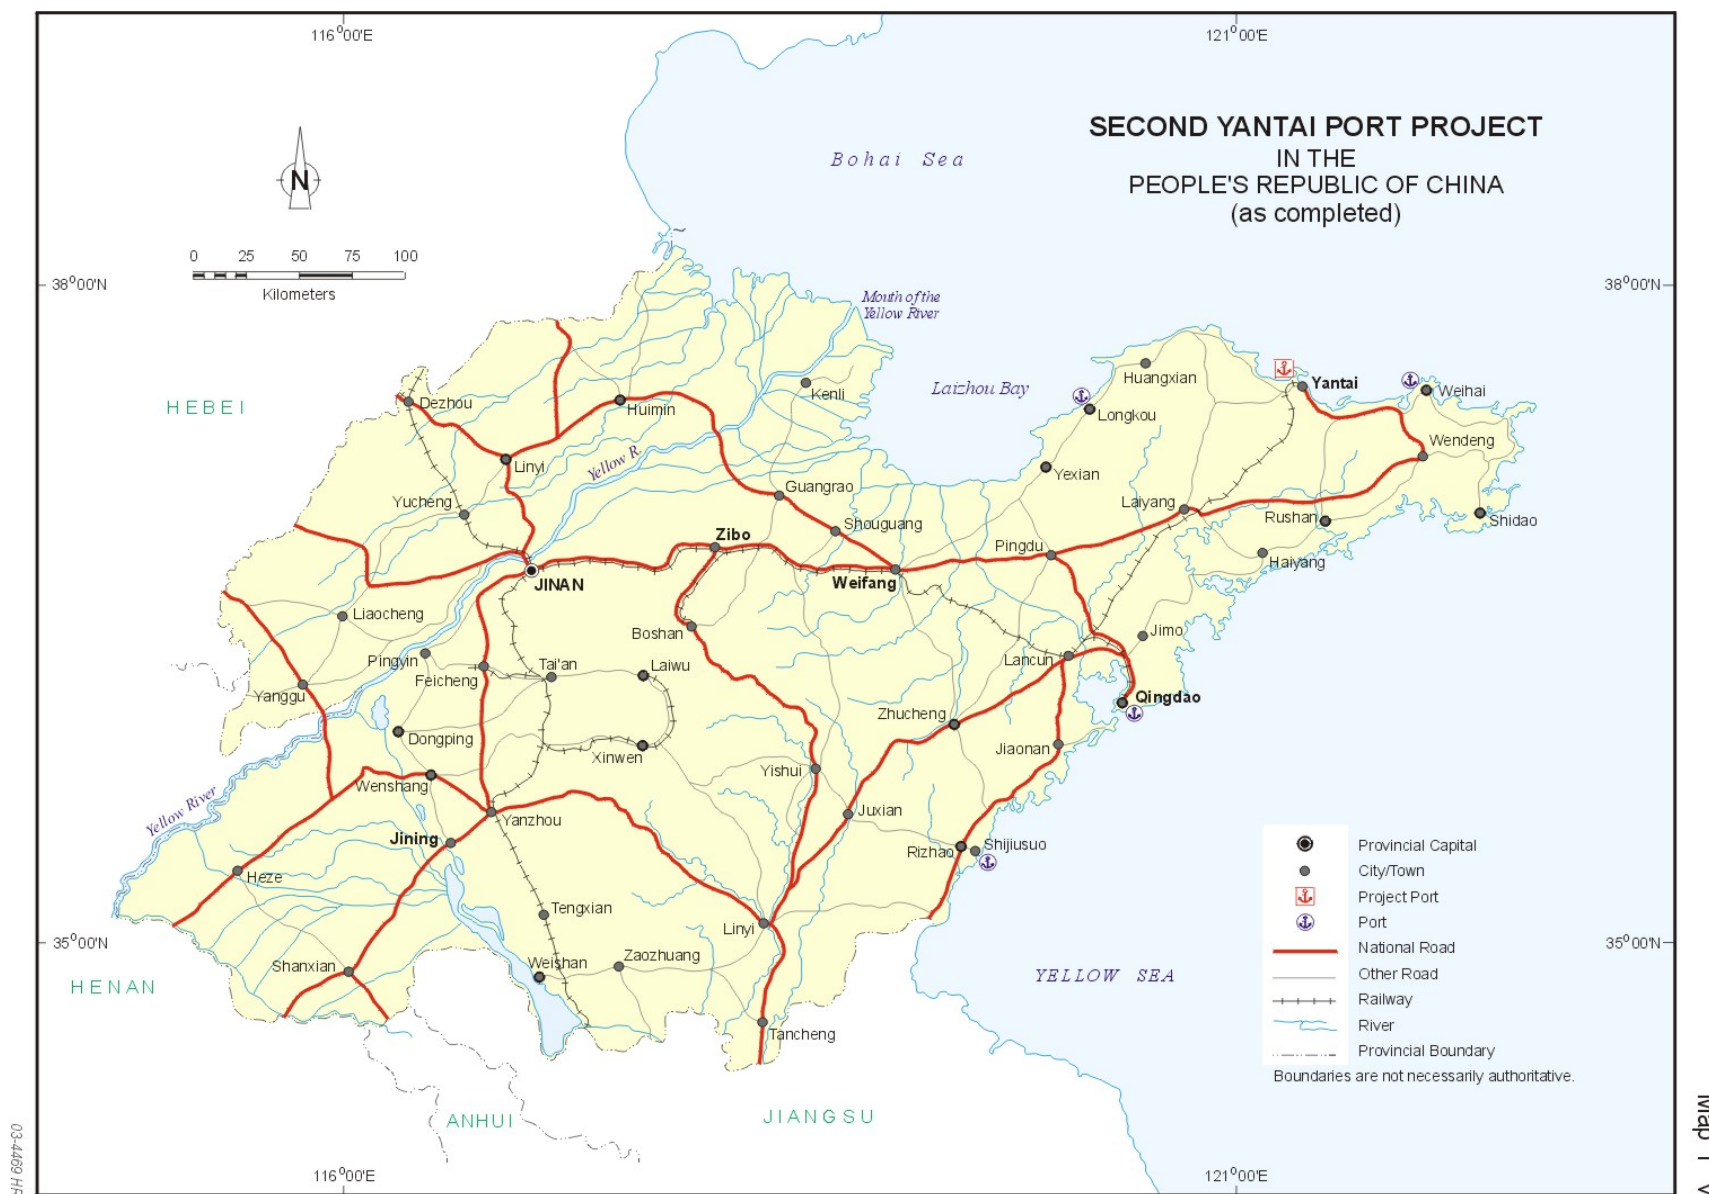 116°00'E
121°00'E
SECOND YANTAI PORT PROJECT
IN THE
PEOPLE'S REPUBLIC OF CHINA
(as completed)
Bohai Sea
N
0 25 50 75 100
Kilometers
38°00'N
38°00'N
Mouth of the
Yellow River
Laizhou Bay
HEBEI
Dezhou
Huimin
Kenli
Huangxian
Longkou
Yantai
Weihai
Wendeng
Linyi
Yellow R.
Yexian
Yucheng
Guangrao
Shouguang
Laiyang
Rushan
Shidao
Zibo
Pingdu
Haiyang
JINAN
Weifang
Liaocheng
Boshan
Jimo
Pingyin
Feicheng
Tai'an
Laiwu
Lancun
Yanggu
Qingdao
Zhucheng
Dongping
Xinwen
Jiaonan
Yishui
Wenshang
Yellow River
Yanzhou
Juxian
Jining
Rizhao
Shijiusuo
Heze
Tengxian
Linyi
Shanxian
Weishan
Zaozhuang
HENAN
YELLOW SEA
Tancheng
ANHUI
JIANGSU
Provincial Capital
City/Town
Project Port
Port
National Road
Other Road
Railway
River
Provincial Boundary
Boundaries are not necessarily authoritative.
35°00'N
35°00'N
116°00'E
121°00'E